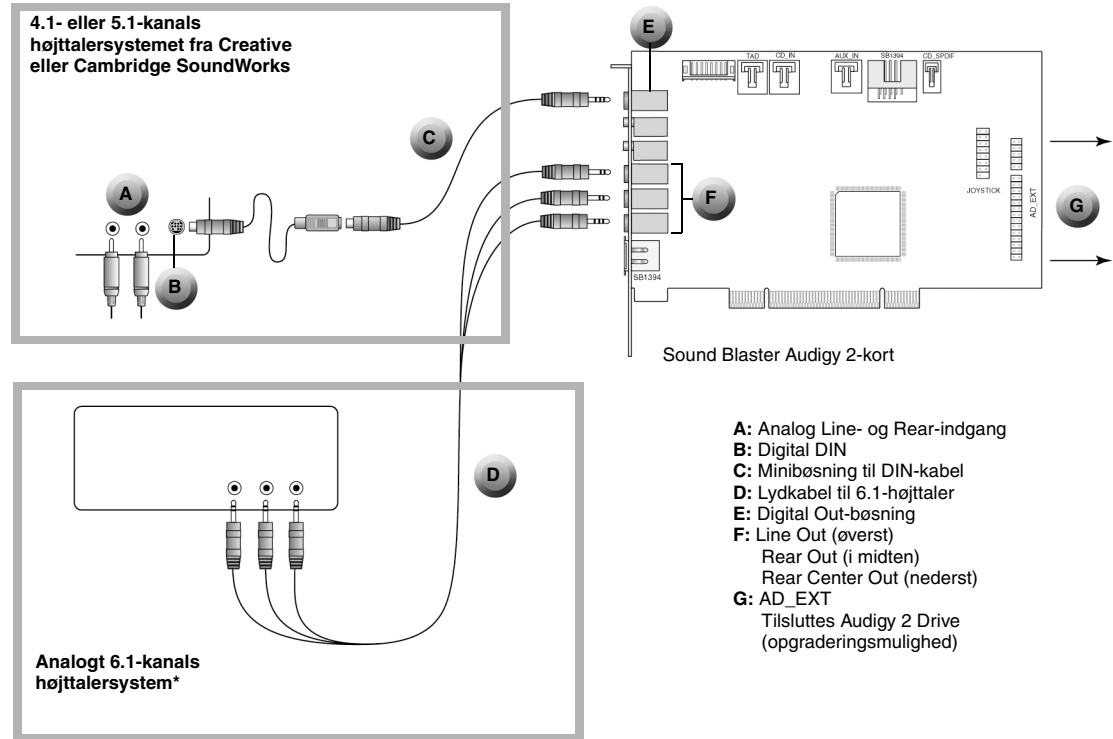 4.1- eller 5.1-kanals
højttalersystemet fra Creative
eller Cambridge SoundWorks
A
B
C
E
TAD
CD_IN
AUX_IN
SB1394
CD_SPDIF
F
JOYSTICK
AD_EXT
G
SB1394
Sound Blaster Audigy 2-kort
D
Analogt 6.1-kanals
højttalersystem*
A: Analog Line- og Rear-indgang
B: Digital DIN
C: Minibøsning til DIN-kabel
D: Lydkabel til 6.1-højttaler
E: Digital Out-bøsning
F: Line Out (øverst)
Rear Out (i midten)
Rear Center Out (nederst)
G: AD_EXT
Tilsluttes Audigy 2 Drive
(opgraderingsmulighed)